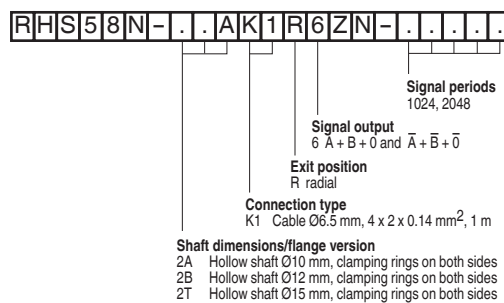 RHS58N-..AK1R6ZN-.....
Signal periods
1024, 2048
Signal output
6 A + B + 0 and A̅ + B̅ + 0̅
Exit position
R radial
Connection type
K1 Cable Ø6.5 mm, 4 x 2 x 0.14 mm², 1 m
Shaft dimensions/flange version
2A Hollow shaft Ø10 mm, clamping rings on both sides
2B Hollow shaft Ø12 mm, clamping rings on both sides
2T Hollow shaft Ø15 mm, clamping rings on both sides